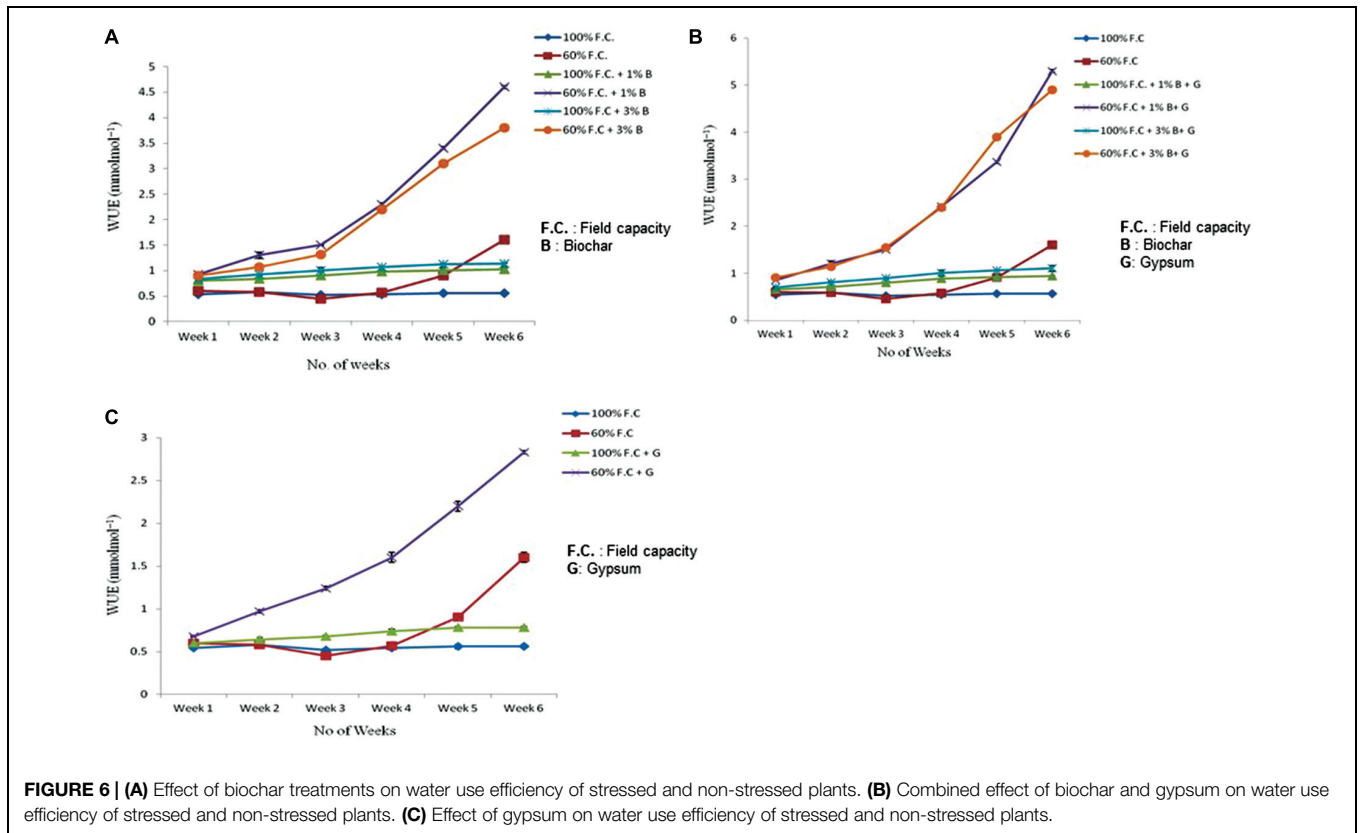 A
100% F.C.
60% F.C.
100% F.C. + 1% B
60% F.C. + 1% B
100% F.C + 3% B
60% F.C + 3% B
5
4.5
4
3.5
3
2.5
2
1.5
1
0.5
0
WUE (mmolmol⁻¹)
Week 1 Week 2 Week 3 Week 4 Week 5 Week 6
No. of weeks
F.C. : Field capacity
B : Biochar
B
100% F.C
60% F.C
100% F.C. + 1% B + G
60% F.C + 1% B+ G
100% F.C + 3% B+ G
60% F.C + 3% B+ G
6
5
4
3
2
1
0
WUE (mmolmol⁻¹)
Week 1 Week 2 Week 3 Week 4 Week 5 Week 6
No of Weeks
F.C. : Field capacity
B : Biochar
G: Gypsum
C
100% F.C
60% F.C
100% F.C + G
60% F.C + G
3
2.5
2
1.5
1
0.5
0
WUE (mmolmol⁻¹)
Week 1 Week 2 Week 3 Week 4 Week 5 Week 6
No of Weeks
F.C. : Field capacity
G: Gypsum
FIGURE 6 | (A) Effect of biochar treatments on water use efficiency of stressed and non-stressed plants. (B) Combined effect of biochar and gypsum on water use
efficiency of stressed and non-stressed plants. (C) Effect of gypsum on water use efficiency of stressed and non-stressed plants.